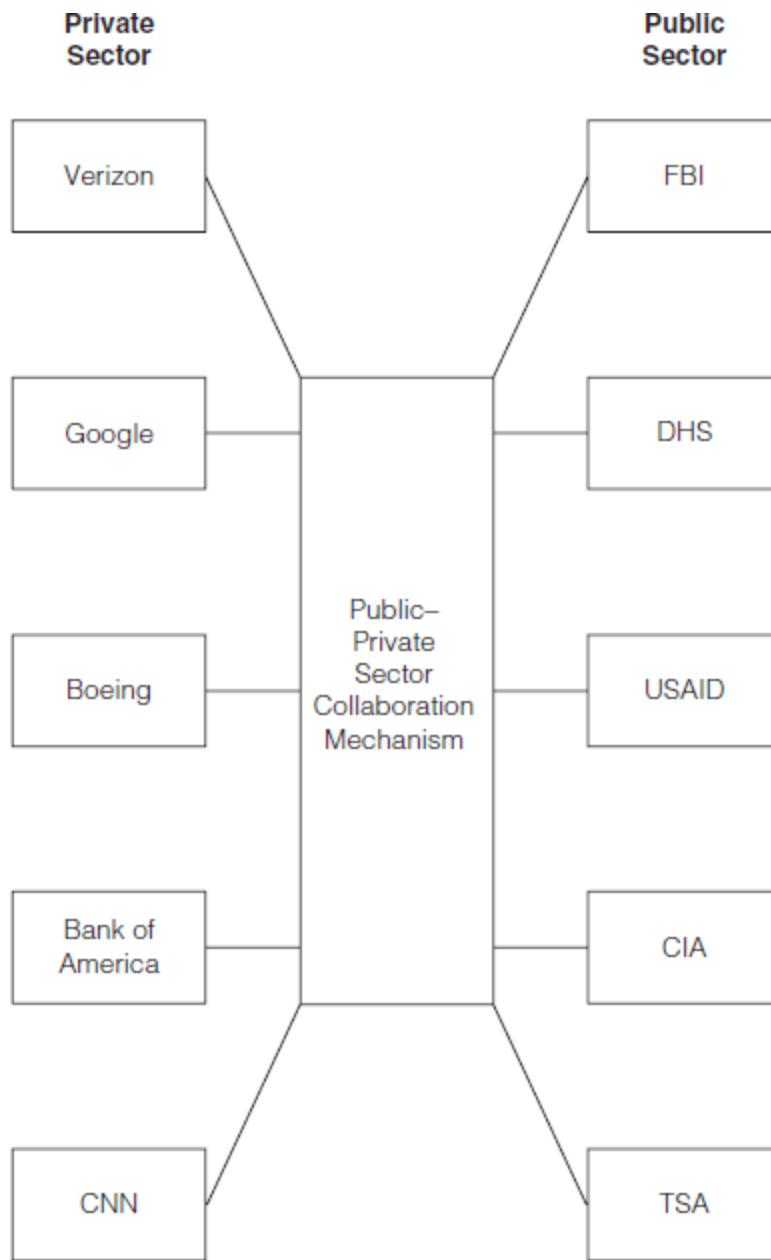 Private
Sector
Public
Sector
Verizon
FBI
Google
DHS
Public–
Private
Sector
Collaboration
Mechanism
Boeing
USAID
Bank of
America
CIA
CNN
TSA